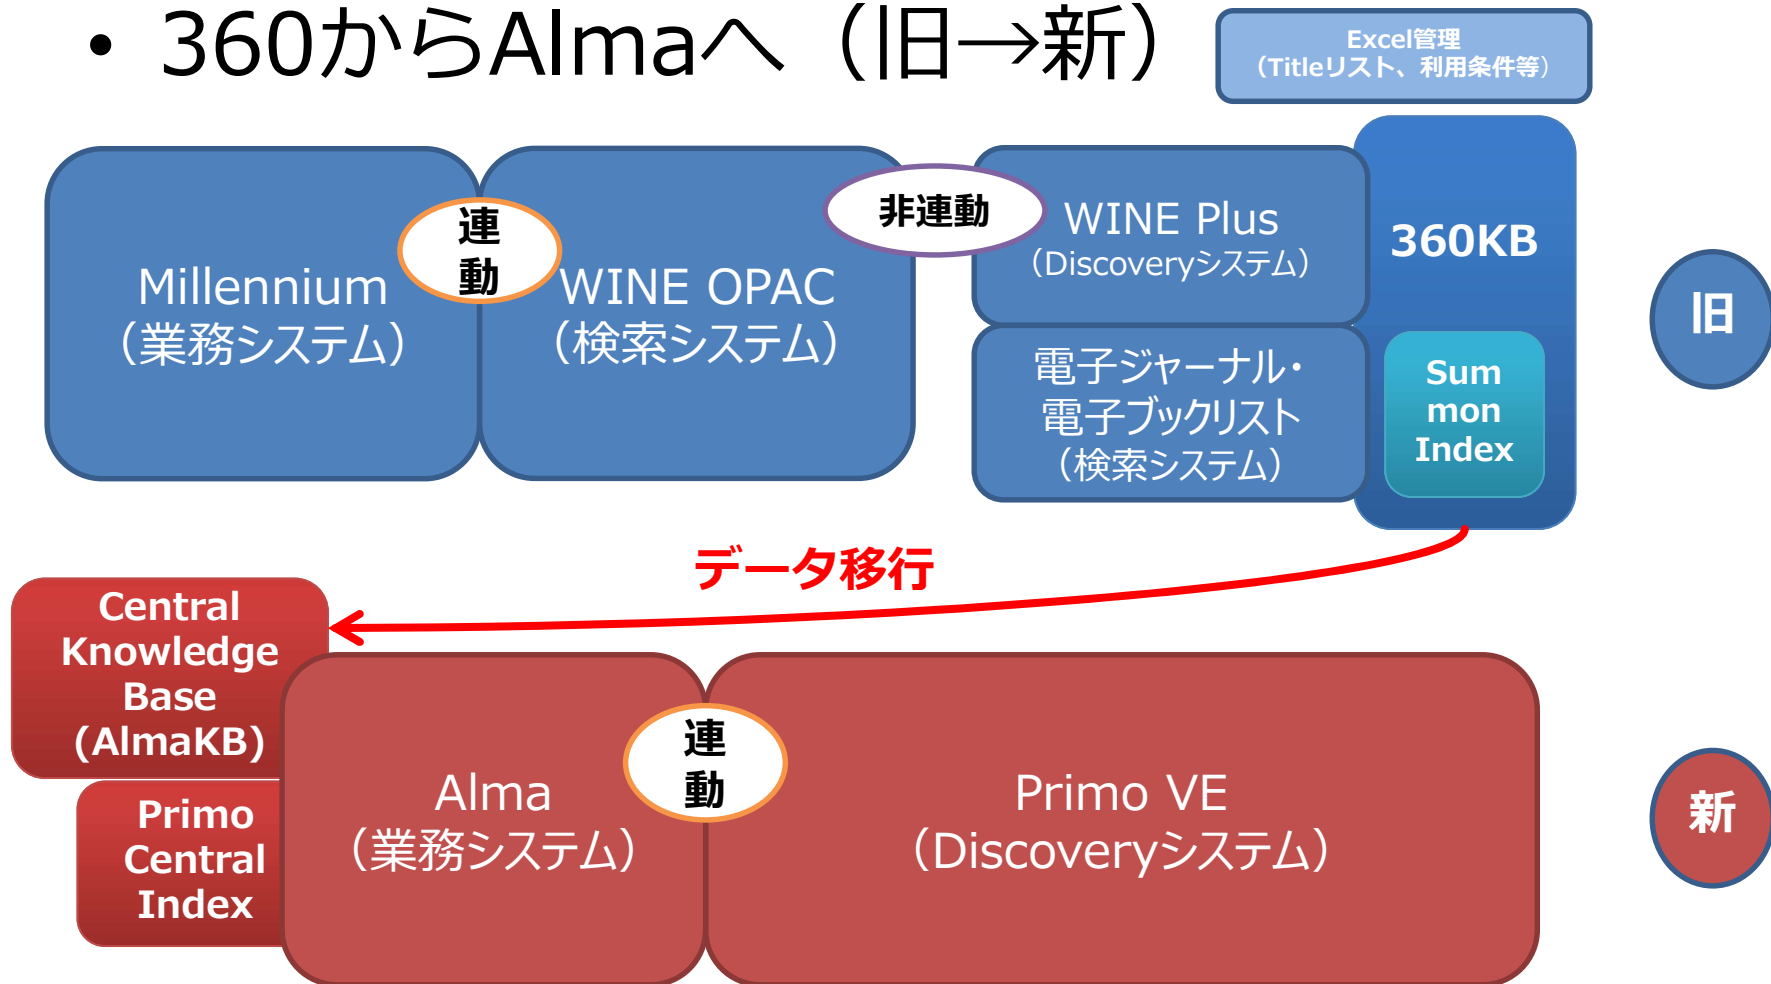 • 360からAlmaへ（旧→新）
Excel管理
（Titleリスト、利用条件等）
Millennium
（業務システム）
連
動
WINE OPAC
（検索システム）
非連動
WINE Plus
（Discoveryシステム）
電子ジャーナル・
電子ブックリスト
（検索システム）
360KB
Sum
mon
Index
旧
データ移行
Central
Knowledge
Base
(AlmaKB)
Primo
Central
Index
Alma
（業務システム）
連
動
Primo VE
（Discoveryシステム）
新